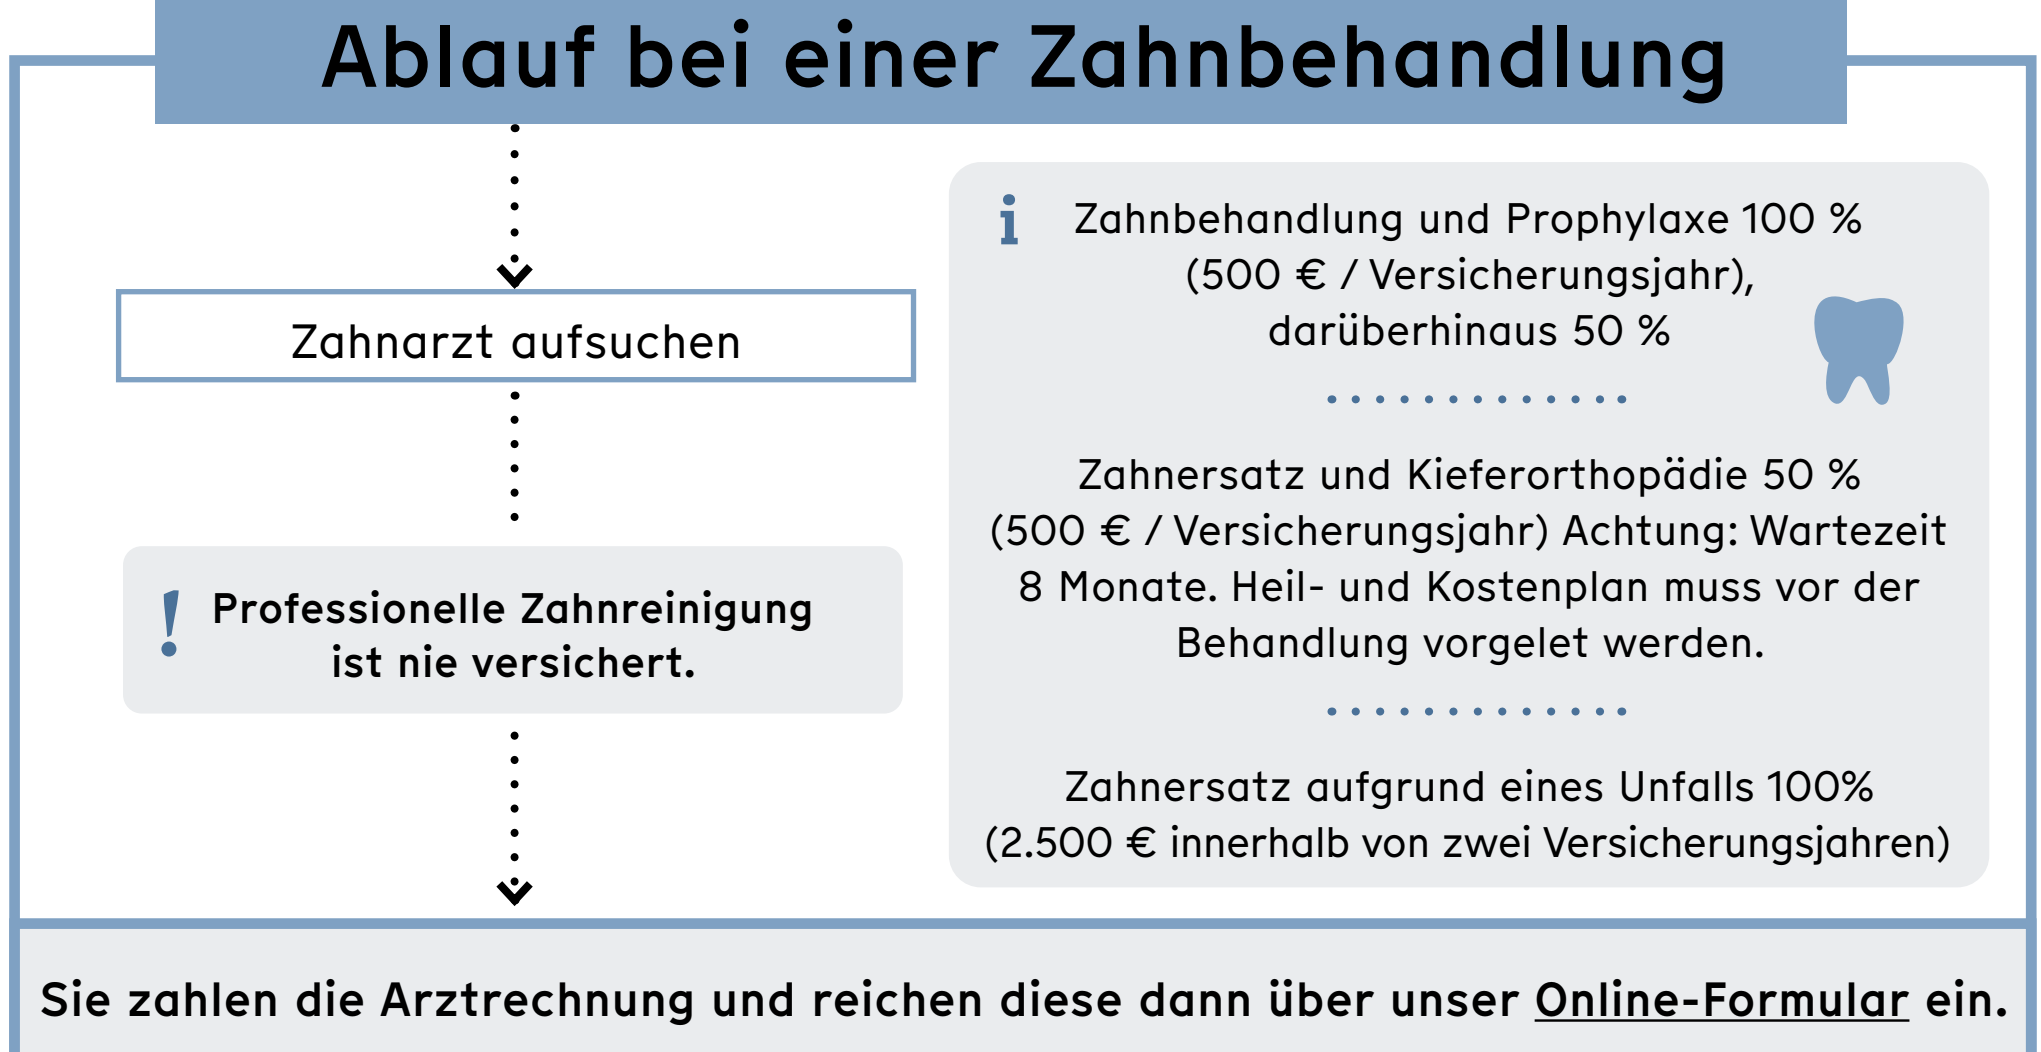 Ablauf bei einer Zahnbehandlung
Zahnarzt aufsuchen
! Professionelle Zahnreinigung
ist nie versichert.
i Zahnbehandlung und Prophylaxe 100 %
(500 € / Versicherungsjahr),
darüberhinaus 50 %
Zahnersatz und Kieferorthopädie 50 %
(500 € / Versicherungsjahr) Achtung: Wartezeit
8 Monate. Heil- und Kostenplan muss vor der
Behandlung vorgelet werden.
Zahnersatz aufgrund eines Unfalls 100%
(2.500 € innerhalb von zwei Versicherungsjahren)
Sie zahlen die Arztrechnung und reichen diese dann über unser Online-Formular ein.